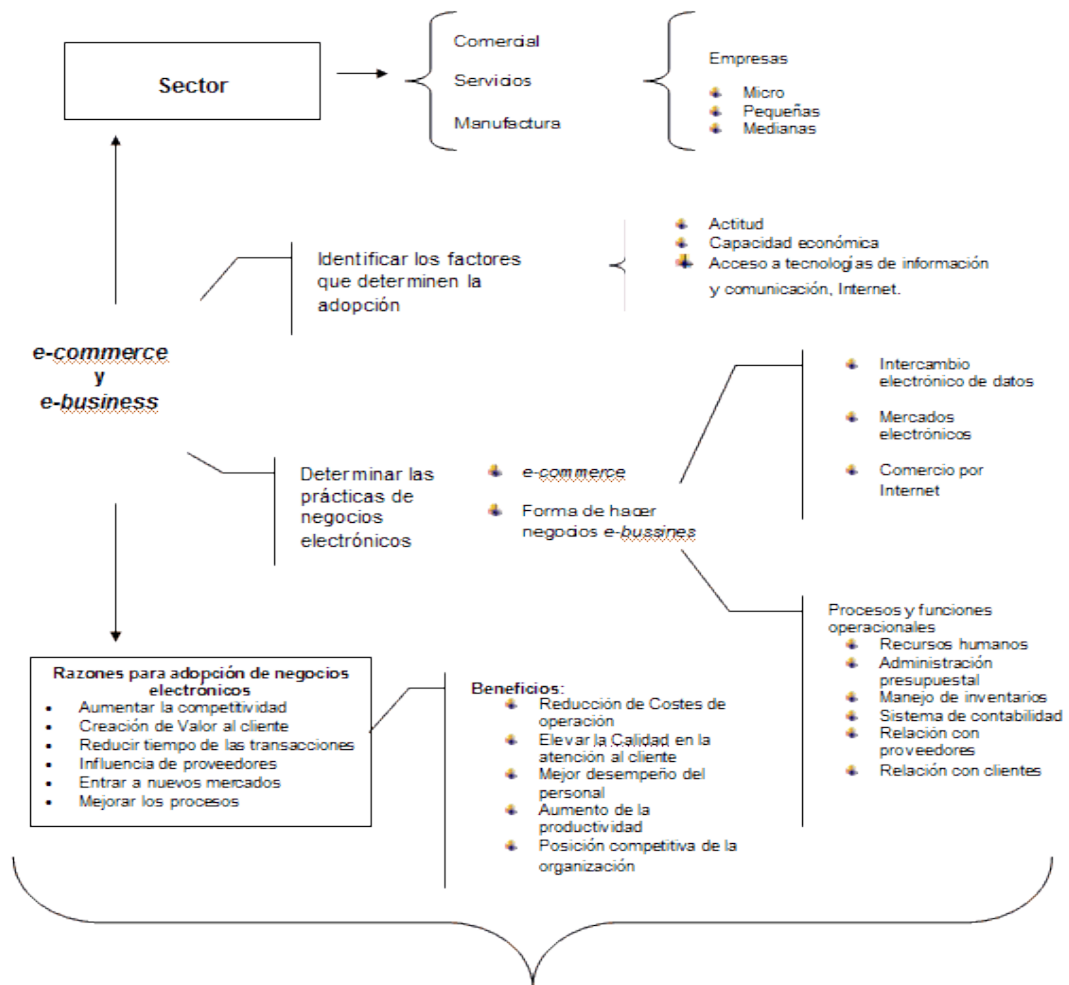 Sector
Comercial
Servicios
Manufactura
Empresas
Micro
Pequeñas
Medianas
Identificar los factores
que determinen la
adopción
Actitud
Capacidad económica
Acceso a tecnologías de información
y comunicación, Internet.
e-commerce
y
e-business
Determinar las
prácticas de
negocios
electrónicos
e-commerce
Forma de hacer
negocios e-bussines
Intercambio
electrónico de datos
Mercados
electrónicos
Comercio por
Internet
Procesos y funciones
operacionales
Recursos humanos
Administración
presupuestal
Manejo de inventarios
Sistema de contabilidad
Relación con
proveedores
Relación con clientes
Razones para adopción de negocios
electrónicos
Aumentar la competitividad
Creación de Valor al cliente
Reducir tiempo de las transacciones
Influencia de proveedores
Entrar a nuevos mercados
Mejorar los procesos
Beneficios:
Reducción de Costes de
operación
Elevar la Calidad en la
atención al cliente
Mejor desempeño del
personal
Aumento de la
productividad
Posición competitiva de la
organización